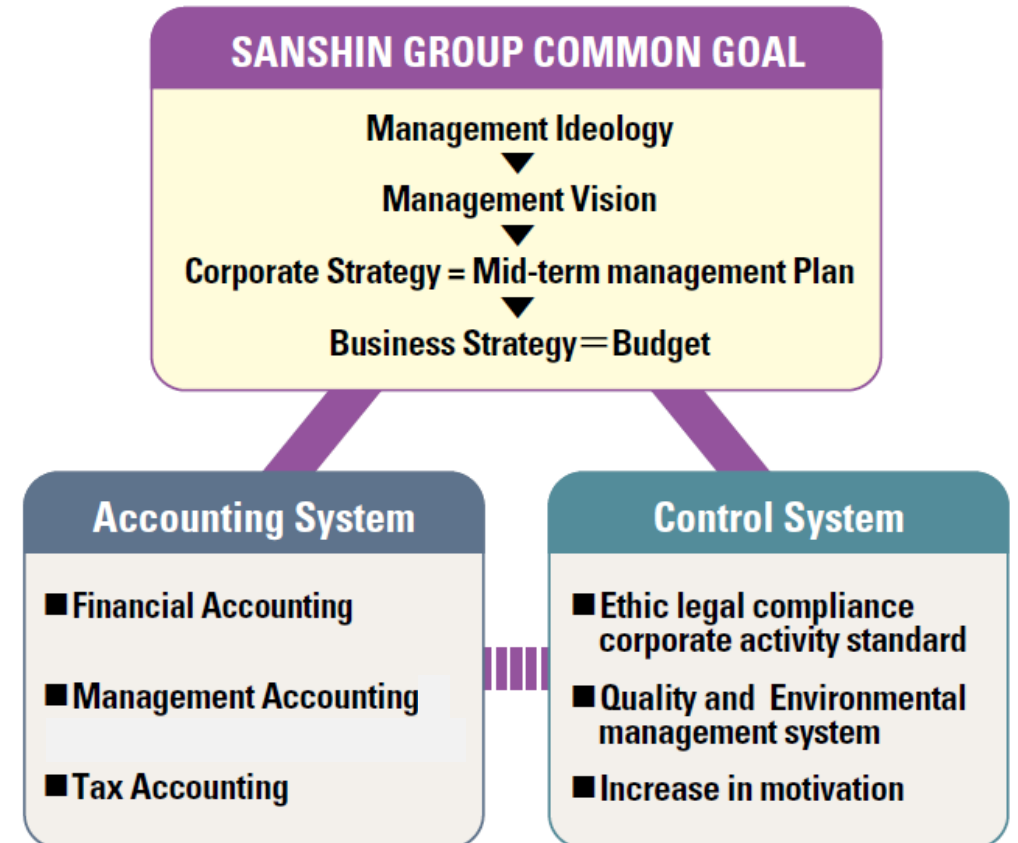 SANSHIN GROUP COMMON GOAL
Management Ideology
▼
Management Vision
▼
Corporate Strategy = Mid-term management Plan
▼
Business Strategy＝Budget
Accounting System
■Financial Accounting
■Management Accounting
■Tax Accounting
Control System
■Ethic legal compliance
corporate activity standard
■Quality and Environmental
management system
■Increase in motivation